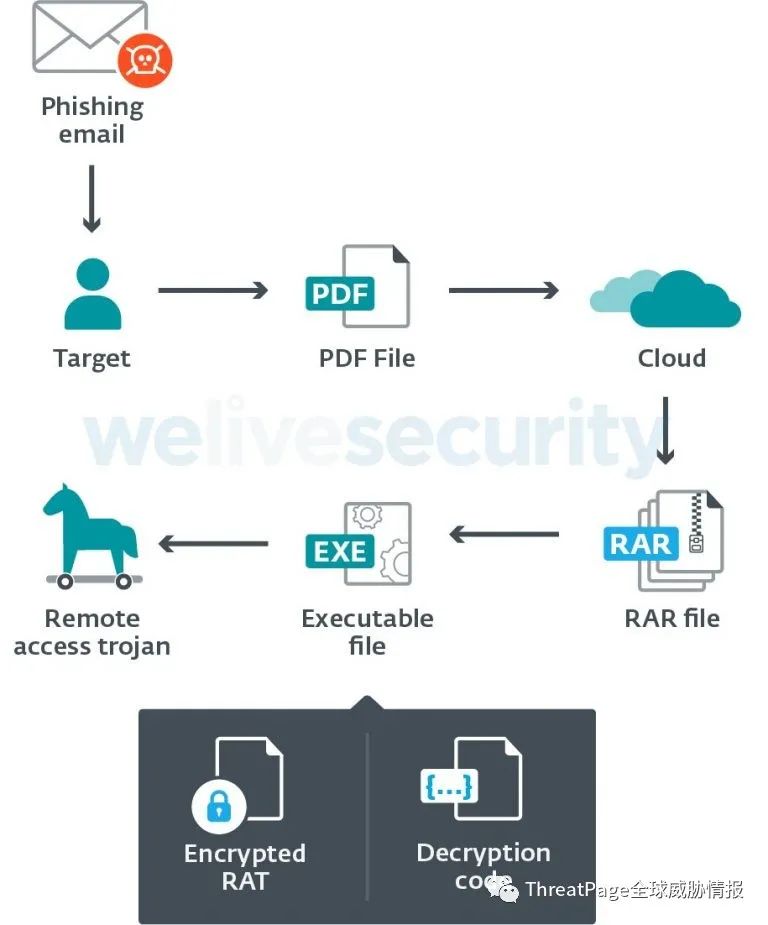 Phishing
email
Target
PDF
PDF File
Cloud
welivesecurity
RAR
RAR file
EXE
Executable
file
Remote
access trojan
Encrypted
RAT
{...}
Decryption
code
ThreatPage全球威胁情报